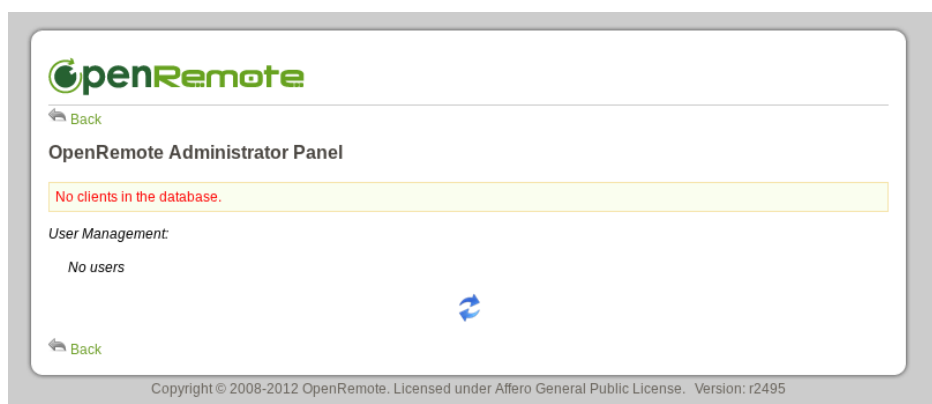 OpenRemote
Back
OpenRemote Administrator Panel
No clients in the database.
User Management:
No users
Back
Copyright © 2008-2012 OpenRemote. Licensed under Affero General Public License. Version: r2495